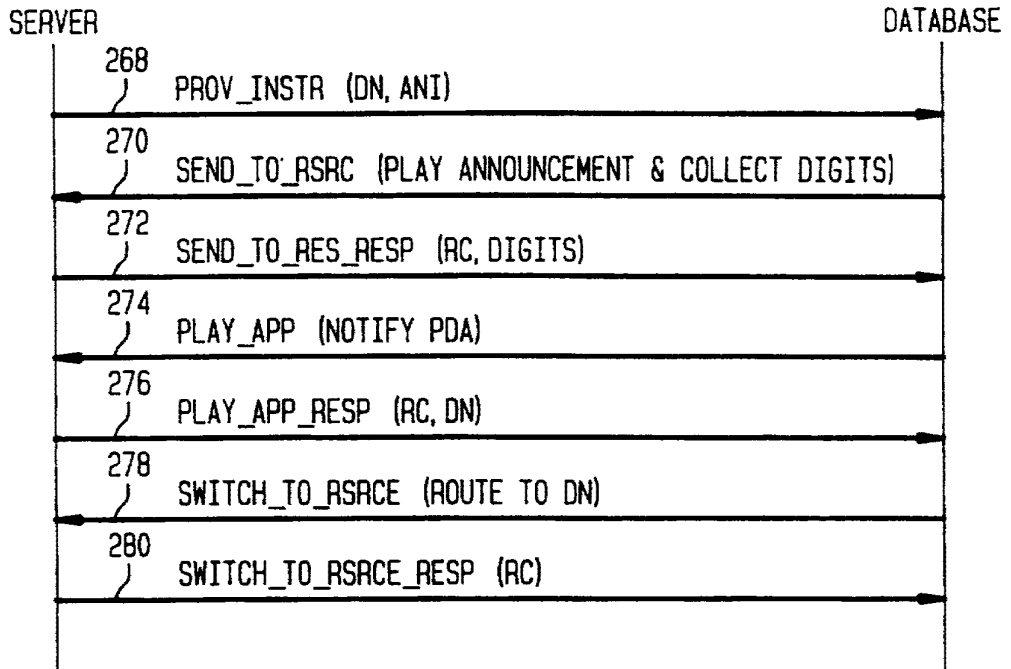 SERVER
DATABASE
268
PROV_INSTR (DN, ANI)
270
SEND_TO_RSRC (PLAY ANNOUNCEMENT & COLLECT DIGITS)
272
SEND_TO_RES_RESP (RC, DIGITS)
274
PLAY_APP (NOTIFY PDA)
276
PLAY_APP_RESP (RC, DN)
278
SWITCH_TO_RSRCE (ROUTE TO DN)
280
SWITCH_TO_RSRCE_RESP (RC)